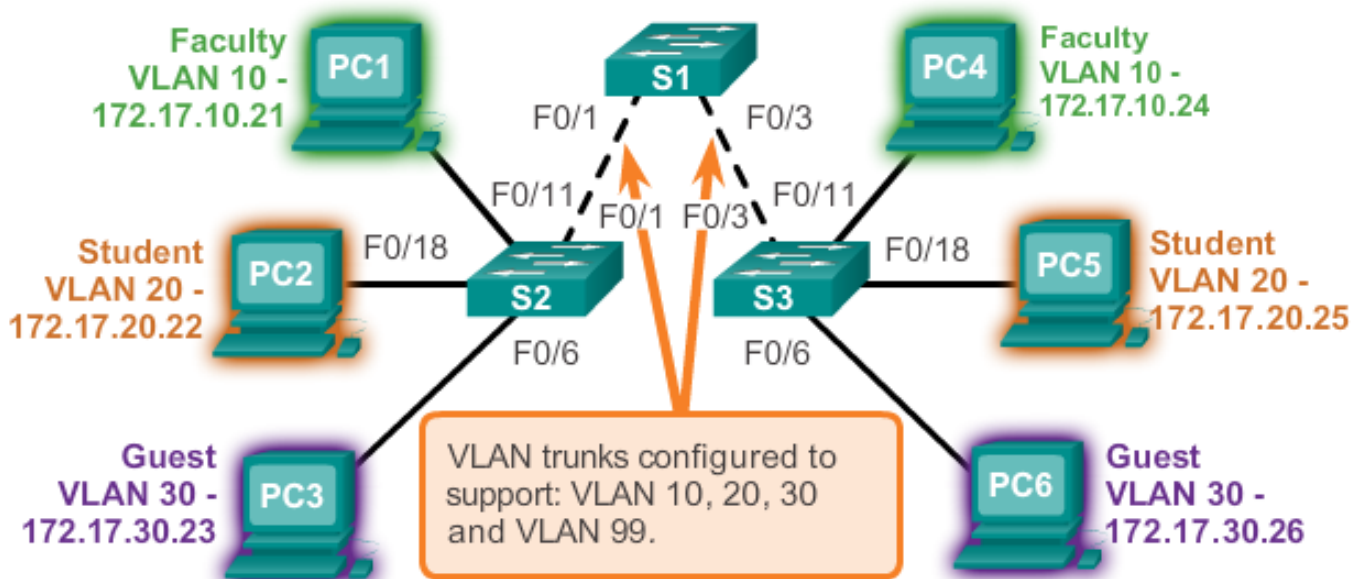 Faculty
VLAN 10 -
172.17.10.21
PC1
S1
PC4
Faculty
VLAN 10 -
172.17.10.24
F0/1
F0/3
F0/11
F0/1
F0/3
F0/11
Student
VLAN 20 -
172.17.20.22
PC2
F0/18
S2
S3
F0/18
PC5
Student
VLAN 20 -
172.17.20.25
F0/6
F0/6
Guest
VLAN 30 -
172.17.30.23
PC3
VLAN trunks configured to
support: VLAN 10, 20, 30
and VLAN 99.
PC6
Guest
VLAN 30 -
172.17.30.26